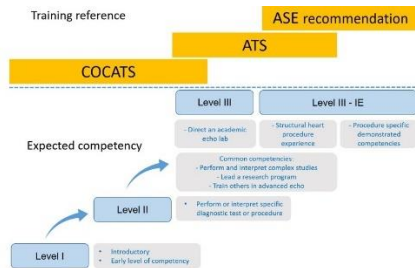 Training reference
ASE recommendation
ATS
COCATS
Level III
Level III - IE
- Direct an academic
echo lab
- Structural heart
procedure
experience
- Procedure specific
demonstrated
competencies
Expected competency
Common competencies:
- Perform and interpret complex studies
- Lead a research program
- Train others in advanced echo
Level II
• Perform or interpret specific
diagnostic test or procedure
Level I
• Introductory
• Early level of competency